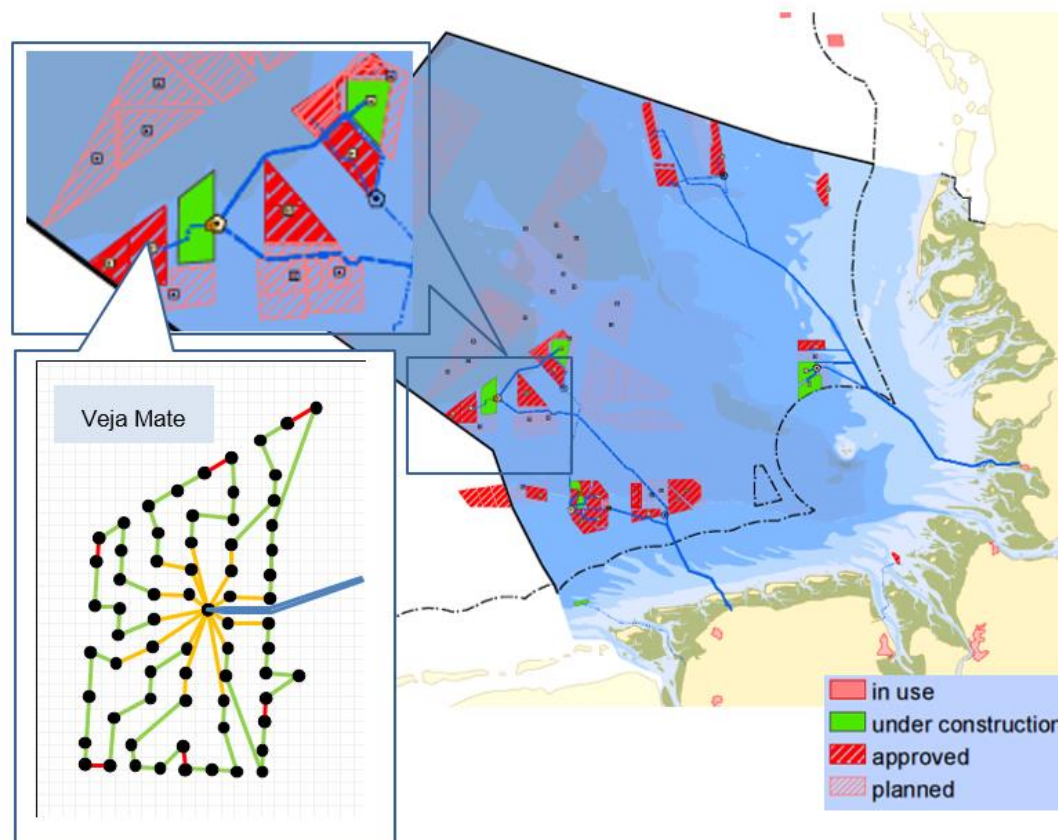 Veja Mate
in use
under construction
approved
planned